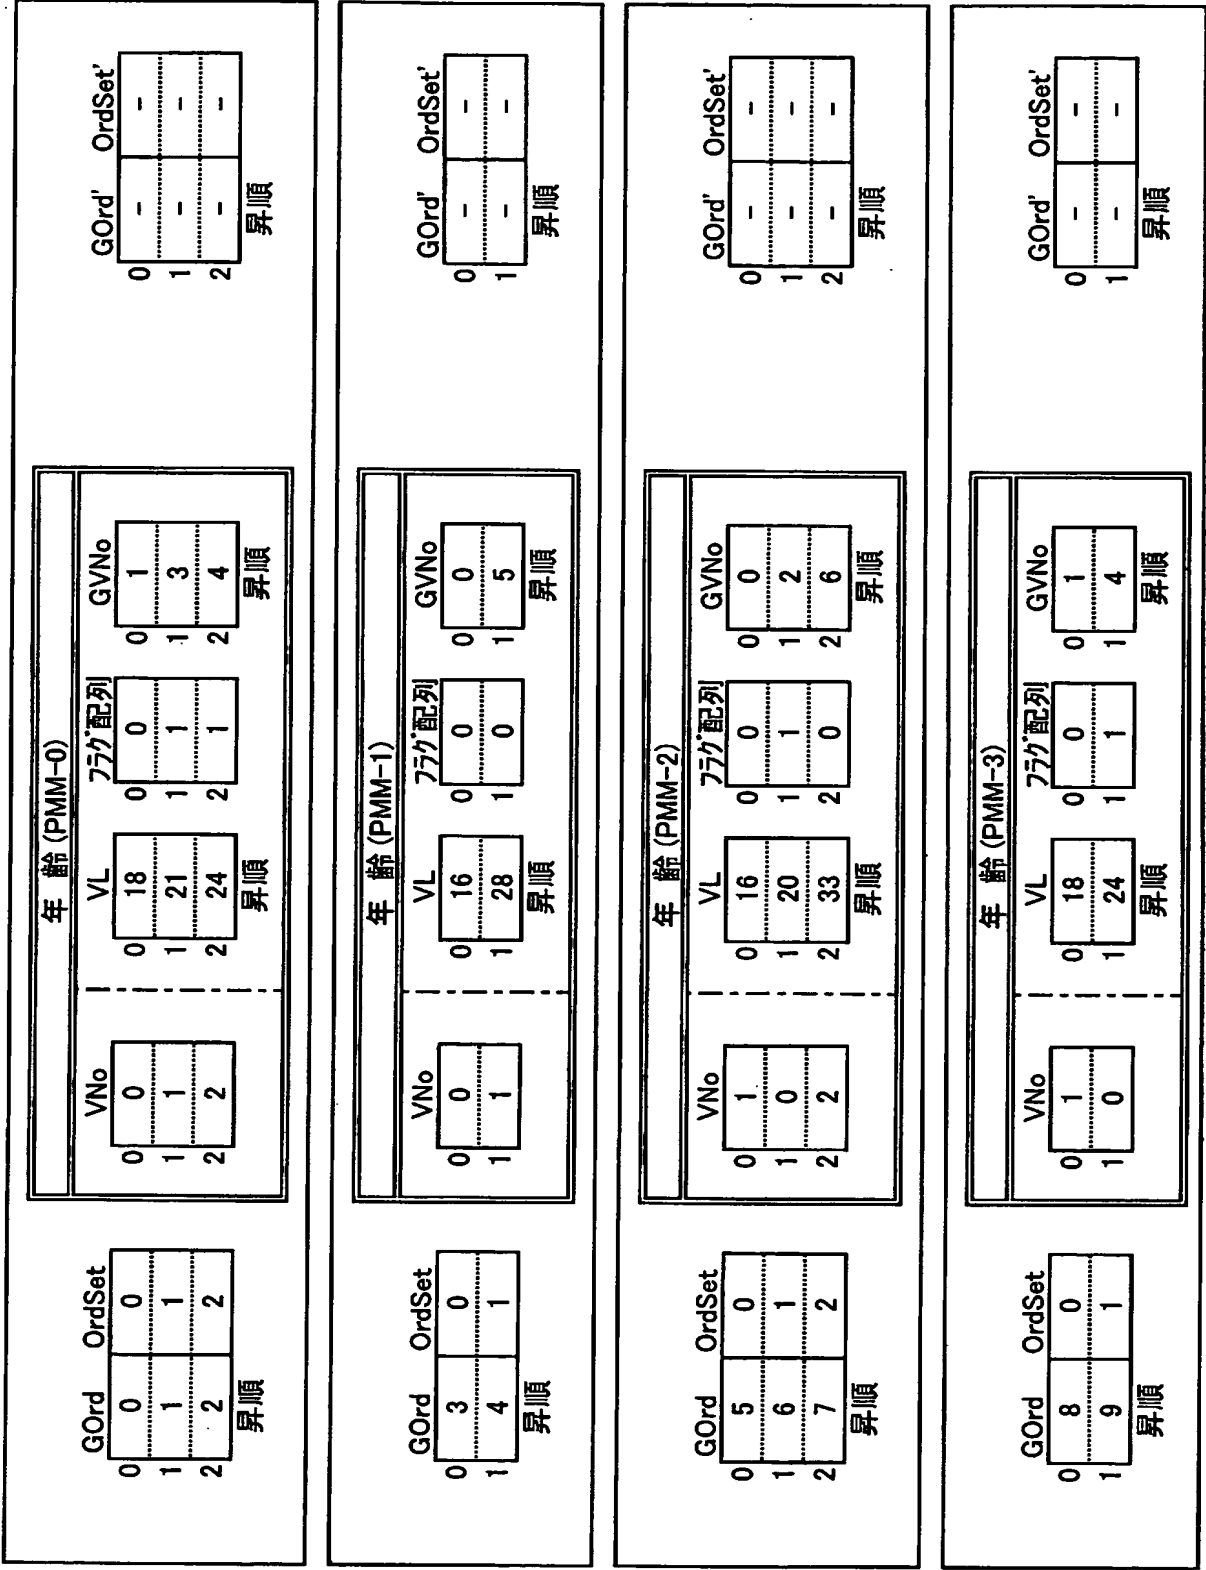 年 齢 (PMM-0)
GOrd OrdSet VNo VL フラグ配列 GVNo GOrd' OrdSet'
0 0 0 0 0 0 18 0 0 0 1 0 - -
1 1 1 1 1 1 21 1 1 1 3 1 - -
2 2 2 2 2 2 24 2 1 2 4 2 - -
昇順 昇順 昇順 昇順
年 齢 (PMM-1)
GOrd OrdSet VNo VL フラグ配列 GVNo GOrd' OrdSet'
0 3 0 0 0 0 16 0 0 0 0 0 - -
1 4 1 1 1 1 28 1 0 1 5 1 - -
昇順 昇順 昇順 昇順
年 齢 (PMM-2)
GOrd OrdSet VNo VL フラグ配列 GVNo GOrd' OrdSet'
0 5 0 0 1 0 16 0 0 0 0 0 - -
1 6 1 1 0 1 20 1 1 1 2 1 - -
2 7 2 2 2 2 33 2 0 2 6 2 - -
昇順 昇順 昇順 昇順
年 齢 (PMM-3)
GOrd OrdSet VNo VL フラグ配列 GVNo GOrd' OrdSet'
0 8 0 0 1 0 18 0 0 0 1 0 - -
1 9 1 1 0 1 24 1 1 1 4 1 - -
昇順 昇順 昇順 昇順